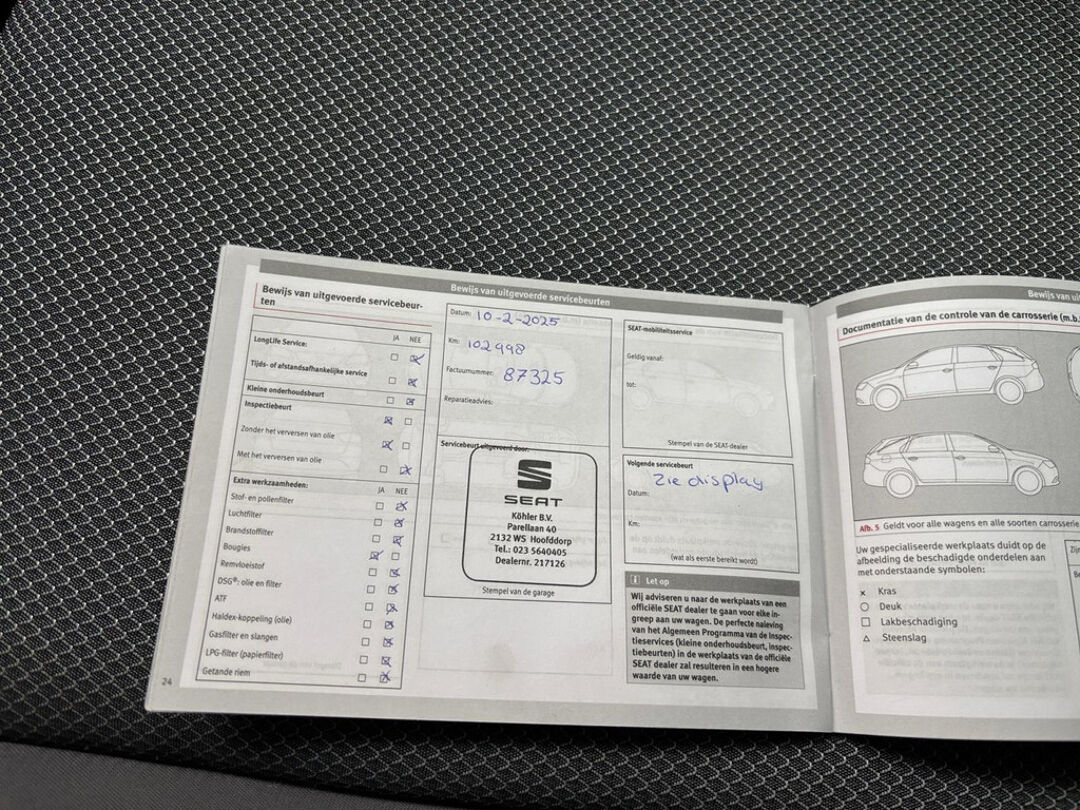 Bewijs van uitgevoerde servicebeurten
Bewijs van uitgevoerde servicebeur-
ten
JA NEE
LongLife Service:
Tijds- of afstandsafhankelijke service
Kleine onderhoudsbeurt
Inspectiebeurt
Zonder het verversen van olie
Met het verversen van olie
Extra werkzaamheden: JA NEE
Stof- en pollenfilter
Luchtfilter
Brandstoffilter
Bougies
Remvloeistof
DSG®: olie en filter
ATF
Haldex-koppeling (olie)
Gasfilter en slangen
LPG-filter (papierfilter)
Getande riem
24
Datum: 10-2-2025
Km: 102998
Factuurnummer: 87325
Reparatieadvies:
Servicebeurt uitgevoerd door:
SEAT
Köhler B.V.
Parellaan 40
2132 WS Hoofddorp
Tel.: 023 5640405
Dealernr. 217126
Stempel van de garage
SEAT-mobiliteitsservice
Geldig vanaf:
tot:
Stempel van de SEAT-dealer
Volgende servicebeurt
Zie display
Datum:
Km:
(wat als eerste bereikt wordt)
i Let op
Wij adviseren u naar de werkplaats van een
officiële SEAT dealer te gaan voor elke in-
greep aan uw wagen. De perfecte naleving
van het Algemeen Programma van de Inspec-
tieservices (kleine onderhoudsbeurt, Inspec-
tiebeurten) in de werkplaats van de officiële
SEAT dealer zal resulteren in een hogere
waarde van uw wagen.
Bewijs van ui
Documentatie van de controle van de carrosserie (m.b.
Afb. 5 Geldt voor alle wagens en alle soorten carrosserie
Uw gespecialiseerde werkplaats duidt op de
afbeelding de beschadigde onderdelen aan
met onderstaande symbolen:
x Kras
○ Deuk
□ Lakbeschadiging
△ Steenslag